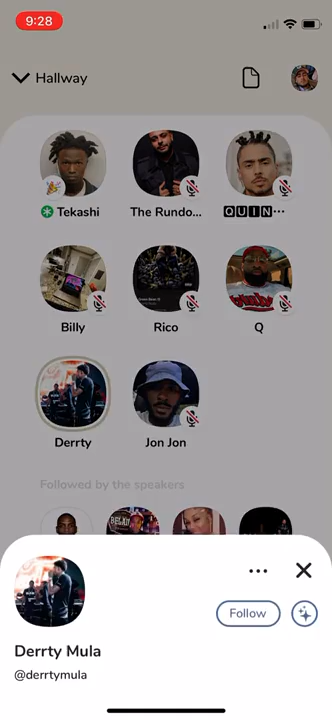 9:28
Hallway
Tekashi
The Rundo...
QUIN...
Billy
Rico
Q
Derrty
Jon Jon
Followed by the speakers
Follow
Derrty Mula
@derrtymula